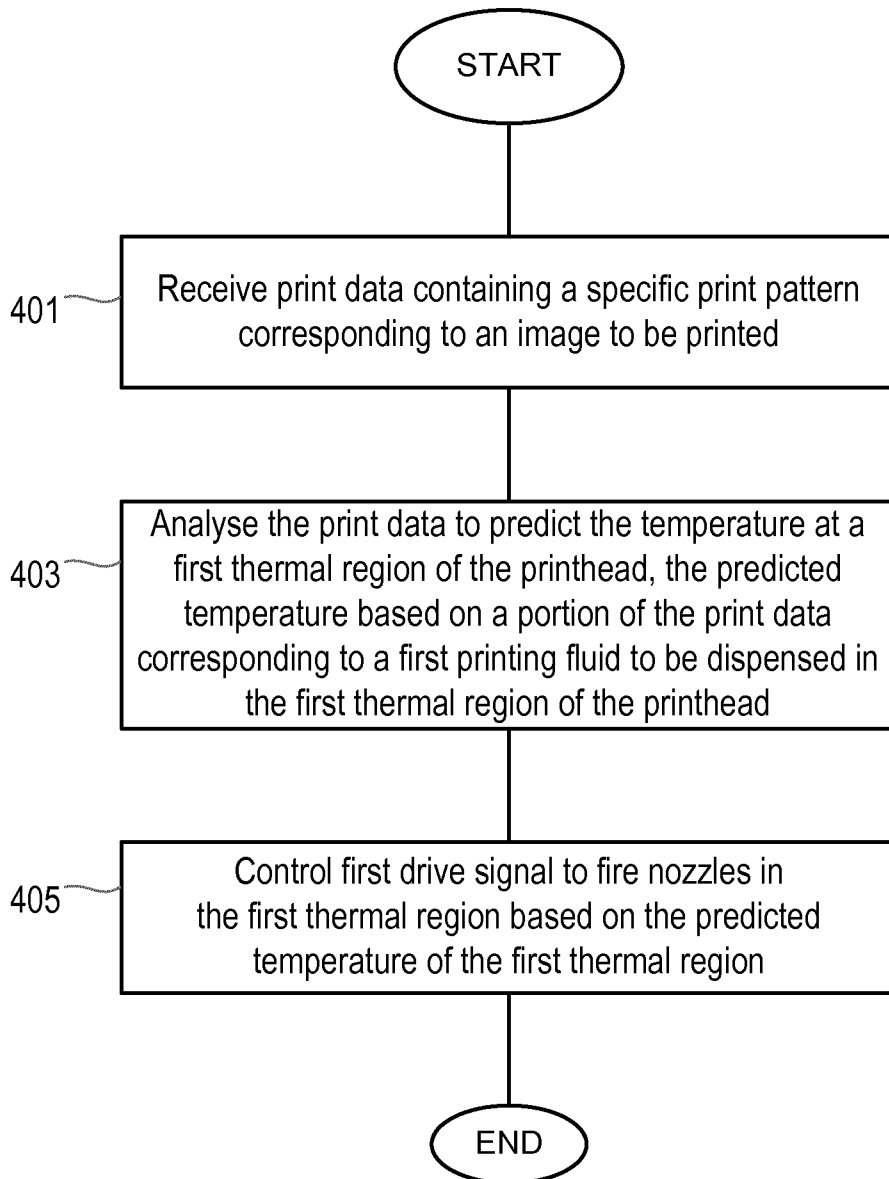 START
401
Receive print data containing a specific print pattern
corresponding to an image to be printed
403
Analyse the print data to predict the temperature at a
first thermal region of the printhead, the predicted
temperature based on a portion of the print data
corresponding to a first printing fluid to be dispensed in
the first thermal region of the printhead
405
Control first drive signal to fire nozzles in
the first thermal region based on the predicted
temperature of the first thermal region
END